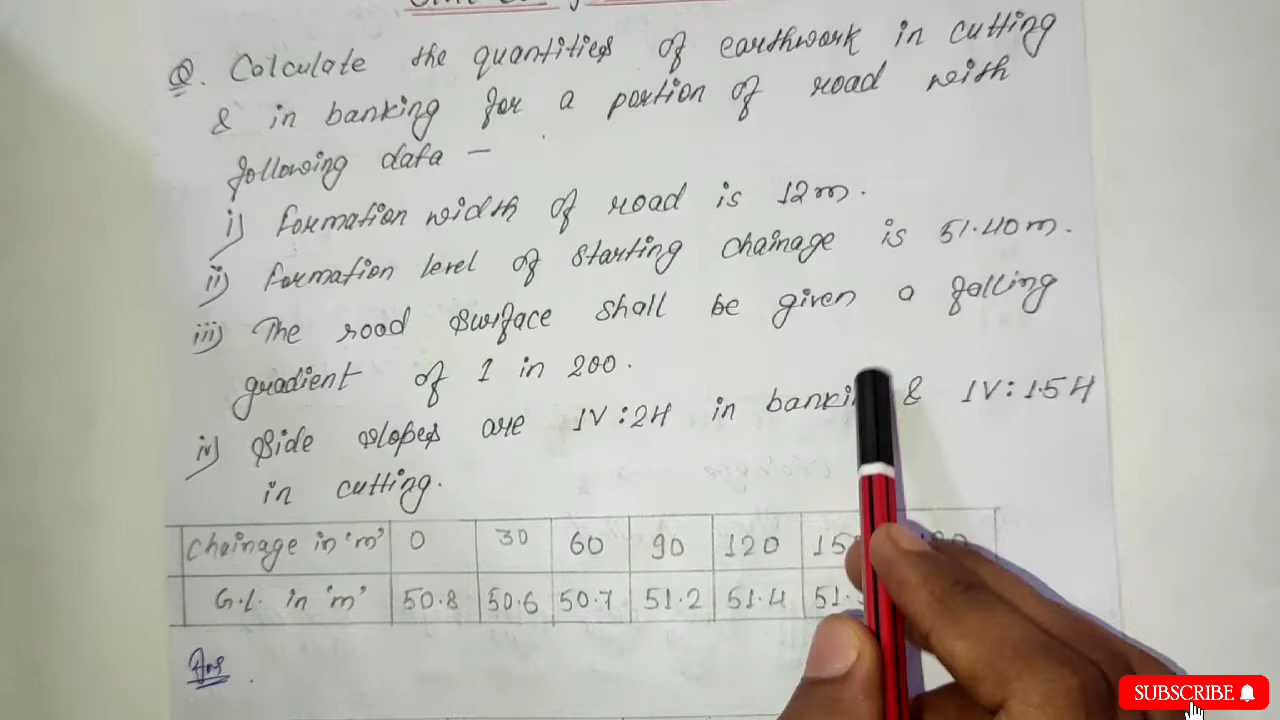 Q. Calculate the quantities of earthwork in cutting
& in banking for a portion of road with
following data —
i) Formation width of road is 12m.
ii) Formation level of starting chainage is 51.40m.
iii) The road surface shall be given a falling
gradient of 1 in 200.
iv) Side slopes are 1V:2H in & 1V:1.5H
in cutting.
Chainage in 'm' 0 30 60 90 120
G.L. in 'm' 50.8 50.6 50.7 51.2 51.4
Ans
SUBSCRIBE